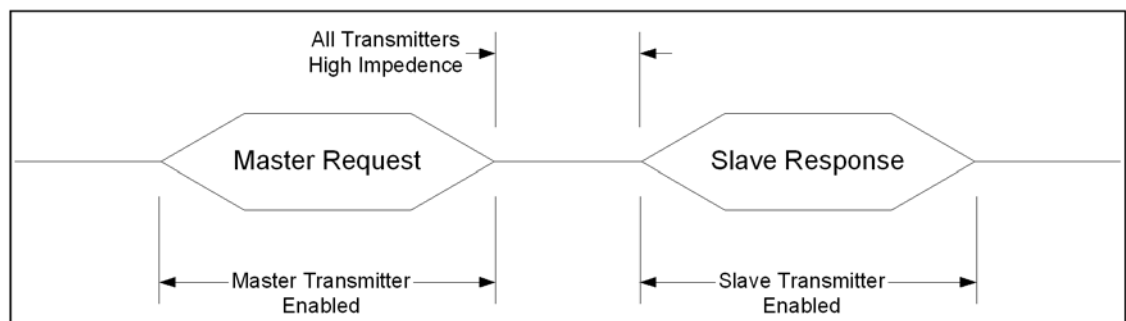 All Transmitters
High Impedence
Master Request
Slave Response
Master Transmitter
Enabled
Slave Transmitter
Enabled